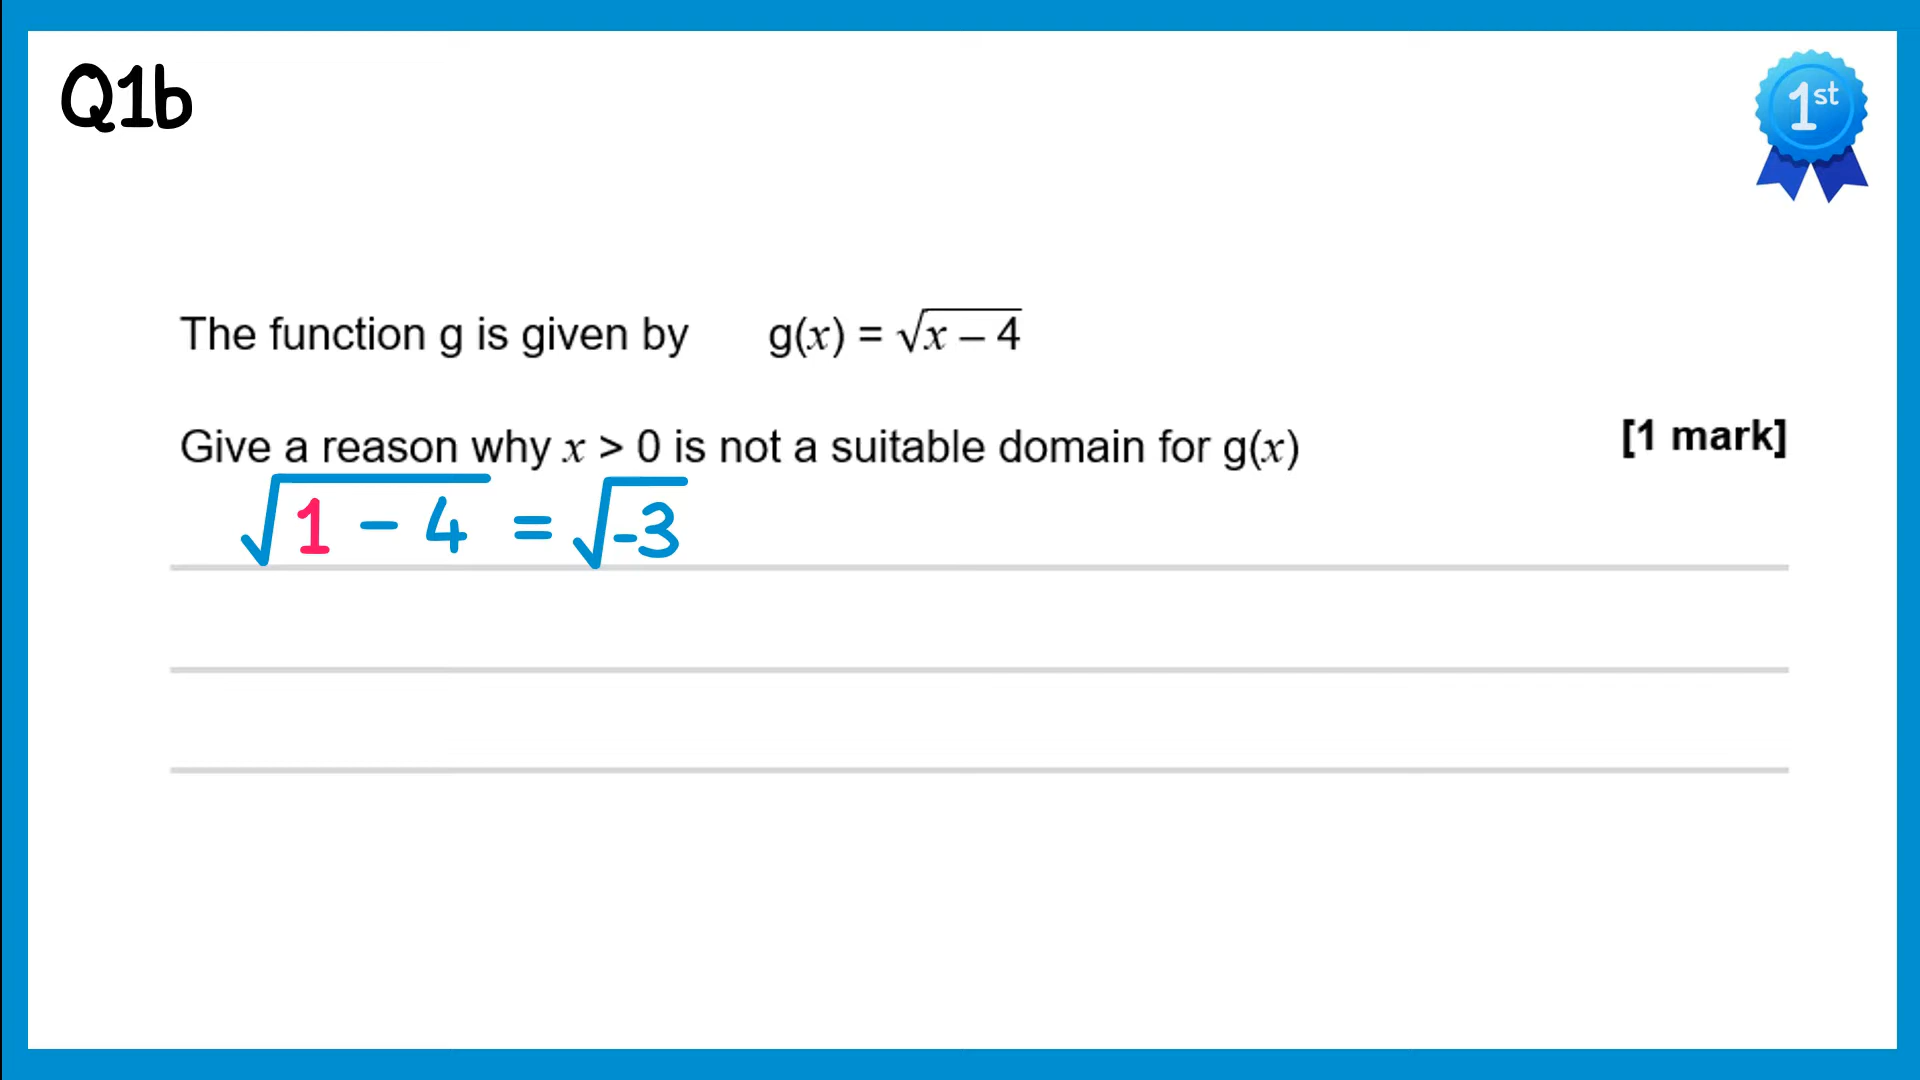 Q1b
1st
The function g is given by g(x) = √x – 4
Give a reason why x > 0 is not a suitable domain for g(x) [1 mark]
√1 – 4 = √-3